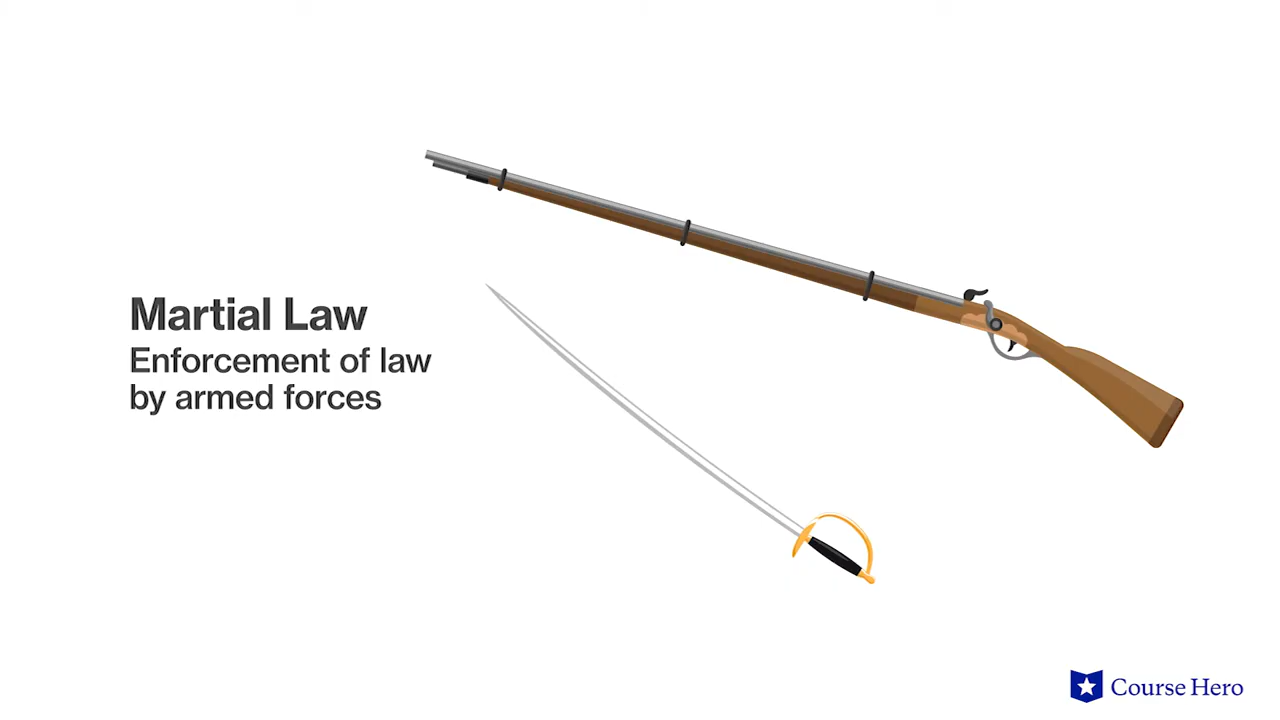 Martial Law
Enforcement of law
by armed forces
Course Hero